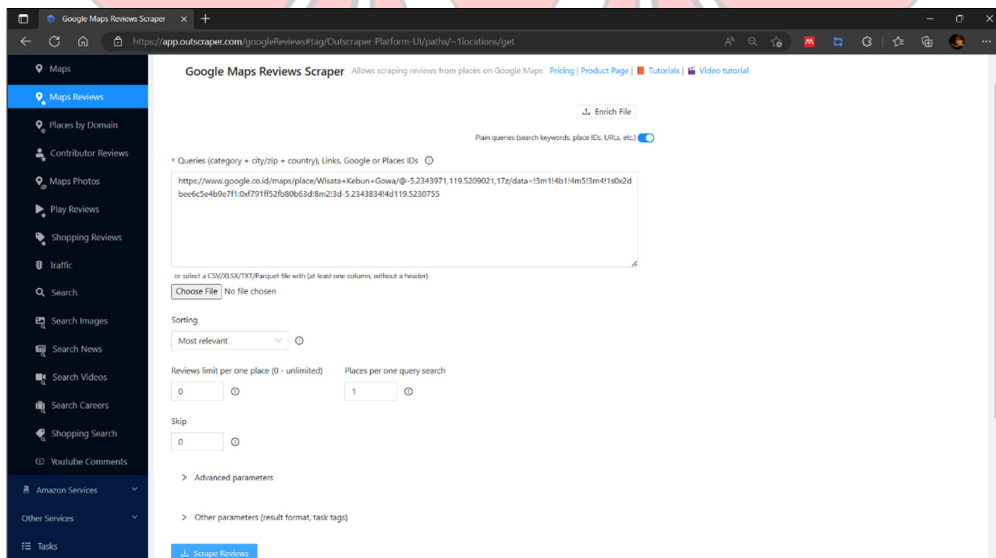 Google Maps Reviews Scraper
https://app.outscraper.com/googleReviews#tag/Outscraper-Platform-UI/paths/~1locations/get
Maps
Maps Reviews
Places by Domain
Contributor Reviews
Maps Photos
Play Reviews
Shopping Reviews
Traffic
Search
Search Images
Search News
Search Videos
Search Careers
Shopping Search
Youtube Comments
Amazon Services
Other Services
Tasks
Google Maps Reviews Scraper Allows scraping reviews from places on Google Maps Pricing | Product Page | Tutorials | Video tutorial
Enrich File
Plain queries (search keywords, place IDs, URLs, etc.)
* Queries (category + city/zip + country), Links, Google or Places IDs
https://www.google.co.id/maps/place/Wisata+Kebun+Gowa/@-5.2343971,119.5209021,17z/data=!3m1!4b1!4m5!3m4!1s0x2d
bee6c5e4b9e7f1:0xf791ff52fb80b63d!8m2!3d-5.2343834!4d119.5230755
or select a CSV/XLSX/TXT/Parquet file with (at least one column, without a header)
Choose File No file chosen
Sorting
Most relevant
Reviews limit per one place (0 - unlimited) Places per one query search
0 1
Skip
0
> Advanced parameters
> Other parameters (result format, task tags)
Scrape Reviews